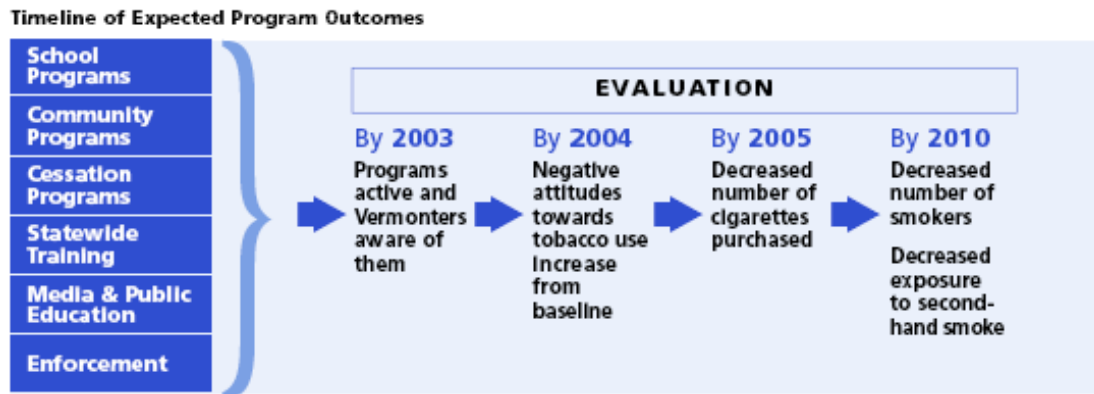 Timeline of Expected Program Outcomes
School
Programs
Community
Programs
Cessation
Programs
Statewide
Training
Media & Public
Education
Enforcement
EVALUATION
By 2003
Programs
active and
Vermonters
aware of
them
By 2004
Negative
attitudes
towards
tobacco use
increase
from
baseline
By 2005
Decreased
number of
cigarettes
purchased
By 2010
Decreased
number of
smokers
Decreased
exposure
to second-
hand smoke